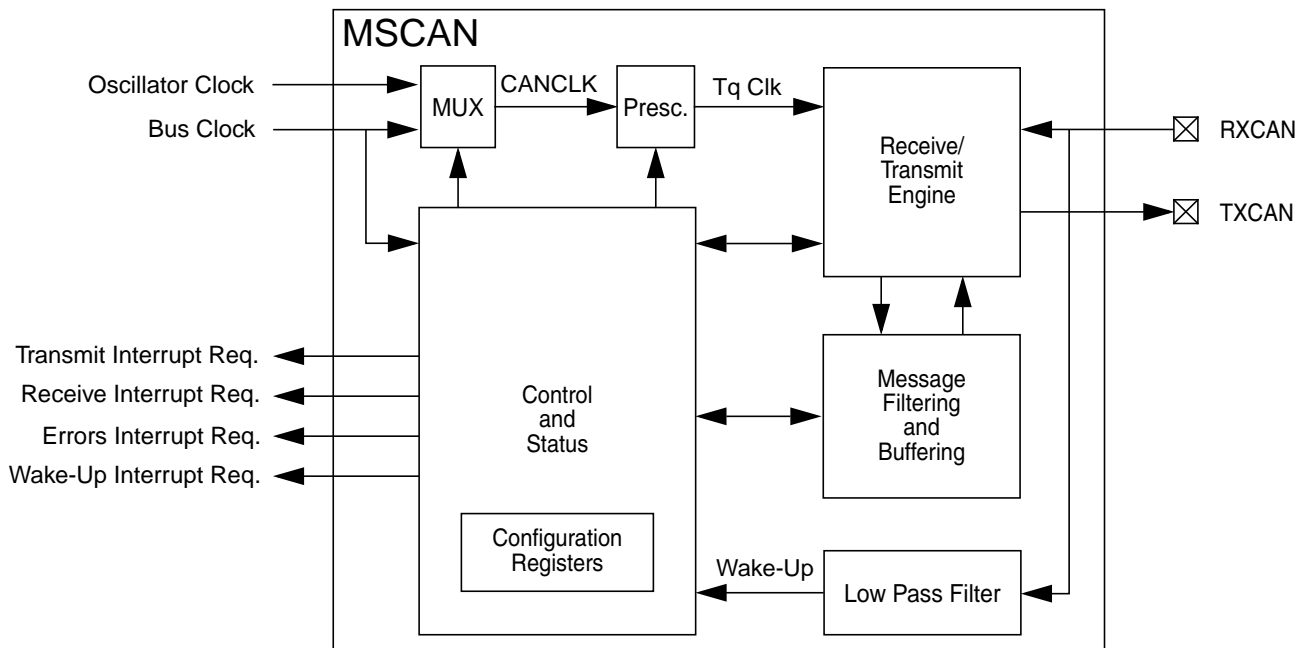 MSCAN
Oscillator Clock
Bus Clock
MUX
CANCLK
Presc.
Tq Clk
Receive/
Transmit
Engine
RXCAN
TXCAN
Transmit Interrupt Req.
Receive Interrupt Req.
Errors Interrupt Req.
Wake-Up Interrupt Req.
Control
and
Status
Message
Filtering
and
Buffering
Configuration
Registers
Wake-Up
Low Pass Filter